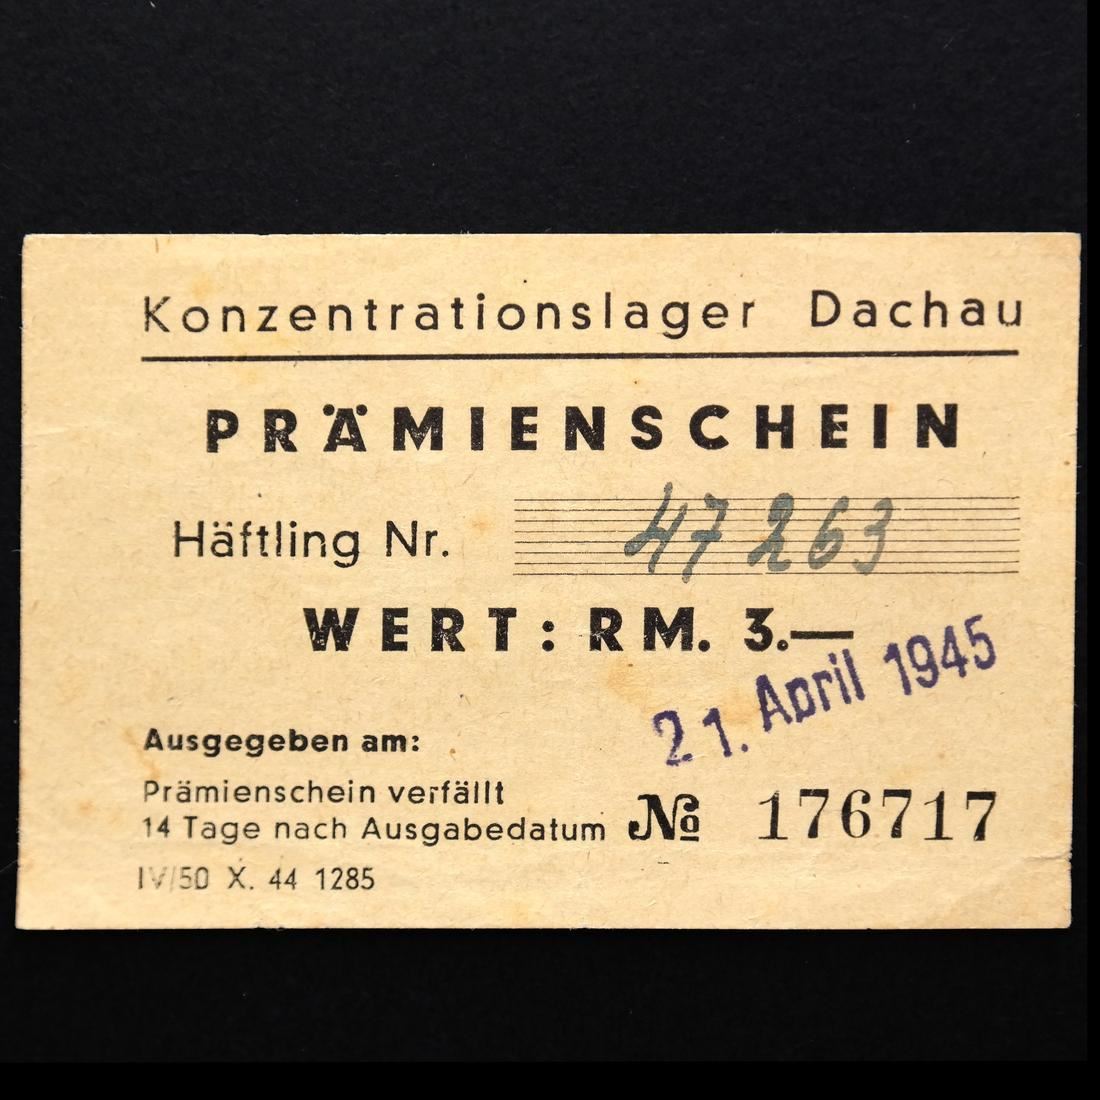 Konzentrationslager Dachau
PRÄMIENSCHEIN
Häftling Nr. 47263
WERT: RM. 3.—
21. April 1945
Ausgegeben am:
Prämienschein verfällt
14 Tage nach Ausgabedatum № 176717
IV/50 X. 44 1285